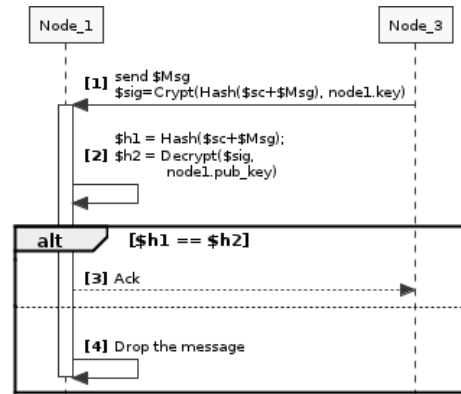 Node_1 Node_3
send $Msg
[1] $sig=Crypt(Hash($sc+$Msg), node1.key)
$h1 = Hash($sc+$Msg);
[2] $h2 = Decrypt($sig,
node1.pub_key)
alt [$h1 == $h2]
[3] Ack
[4] Drop the message